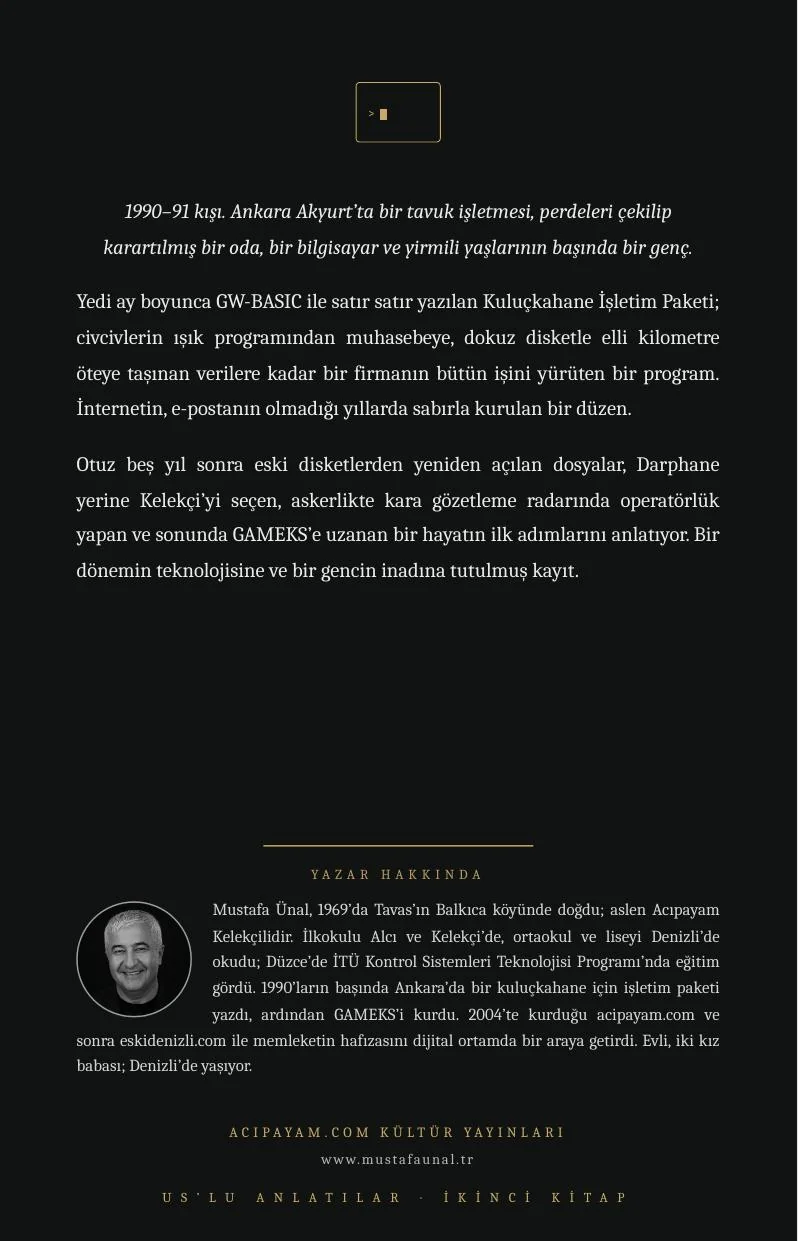 >
1990–91 kışı. Ankara Akyurt’ta bir tavuk işletmesi, perdeleri çekilip
karartılmış bir oda, bir bilgisayar ve yirmili yaşlarının başında bir genç.
Yedi ay boyunca GW-BASIC ile satır satır yazılan Kuluçkahane İşletim Paketi;
civcivlerin ışık programından muhasebeye, dokuz disketle elli kilometre
öteye taşınan verilere kadar bir firmanın bütün işini yürüten bir program.
İnternetin, e-postanın olmadığı yıllarda sabırla kurulan bir düzen.
Otuz beş yıl sonra eski disketlerden yeniden açılan dosyalar, Darphane
yerine Kelekçi’yi seçen, askerlikte kara gözetleme radarında operatörlük
yapan ve sonunda GAMEKS’e uzanan bir hayatın ilk adımlarını anlatıyor. Bir
dönemin teknolojisine ve bir gencin inadına tutulmuş kayıt.
YAZAR HAKKINDA
Mustafa Ünal, 1969’da Tavas’ın Balkıca köyünde doğdu; aslen Acıpayam
Kelekçilidir. İlkokulu Alcı ve Kelekçi’de, ortaokul ve liseyi Denizli’de
okudu; Düzce’de İTÜ Kontrol Sistemleri Teknolojisi Programı’nda eğitim
gördü. 1990’ların başında Ankara’da bir kuluçkahane için işletim paketi
yazdı, ardından GAMEKS’i kurdu. 2004’te kurduğu acipayam.com ve
sonra eskidenizli.com ile memleketin hafızasını dijital ortamda bir araya getirdi. Evli, iki kız
babası; Denizli’de yaşıyor.
ACIPAYAM.COM KÜLTÜR YAYINLARI
www.mustafaunal.tr
US’LU ANLATILAR · İKİNCİ KİTAP